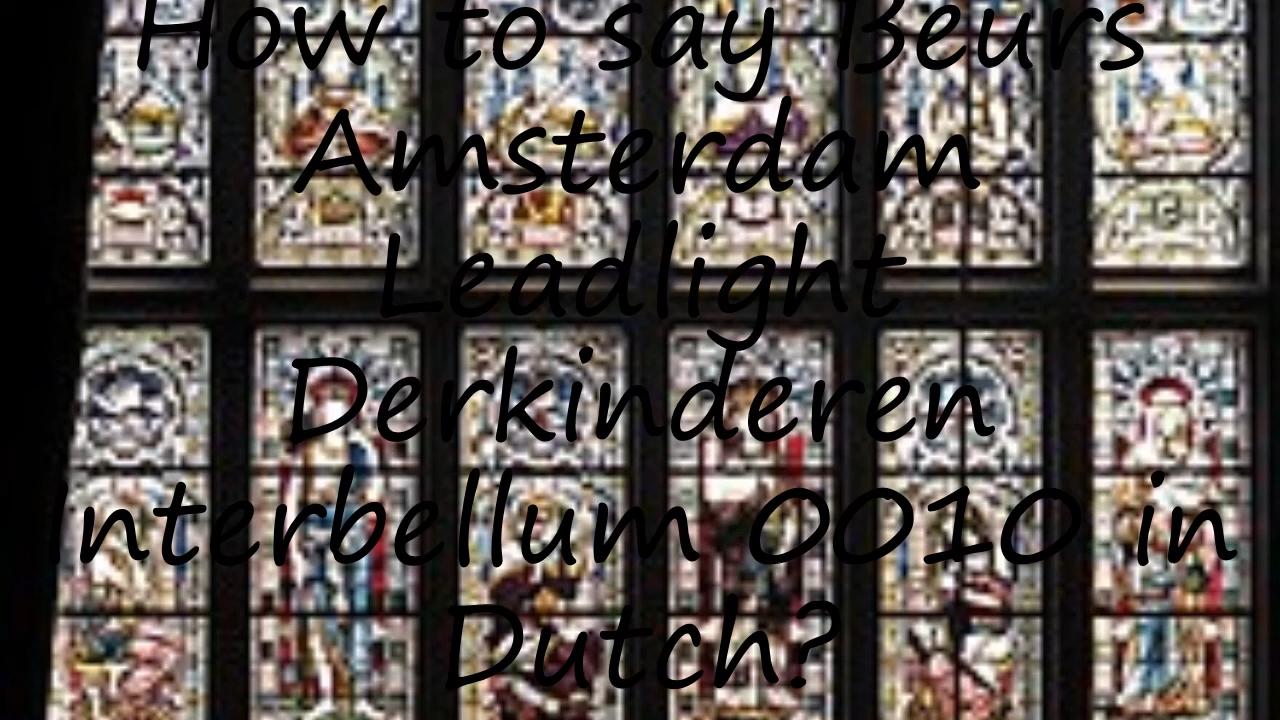 How to say Beurs
Amsterdam
Leadlight
Derkinderen
Interbellum 0010 in
Dutch?